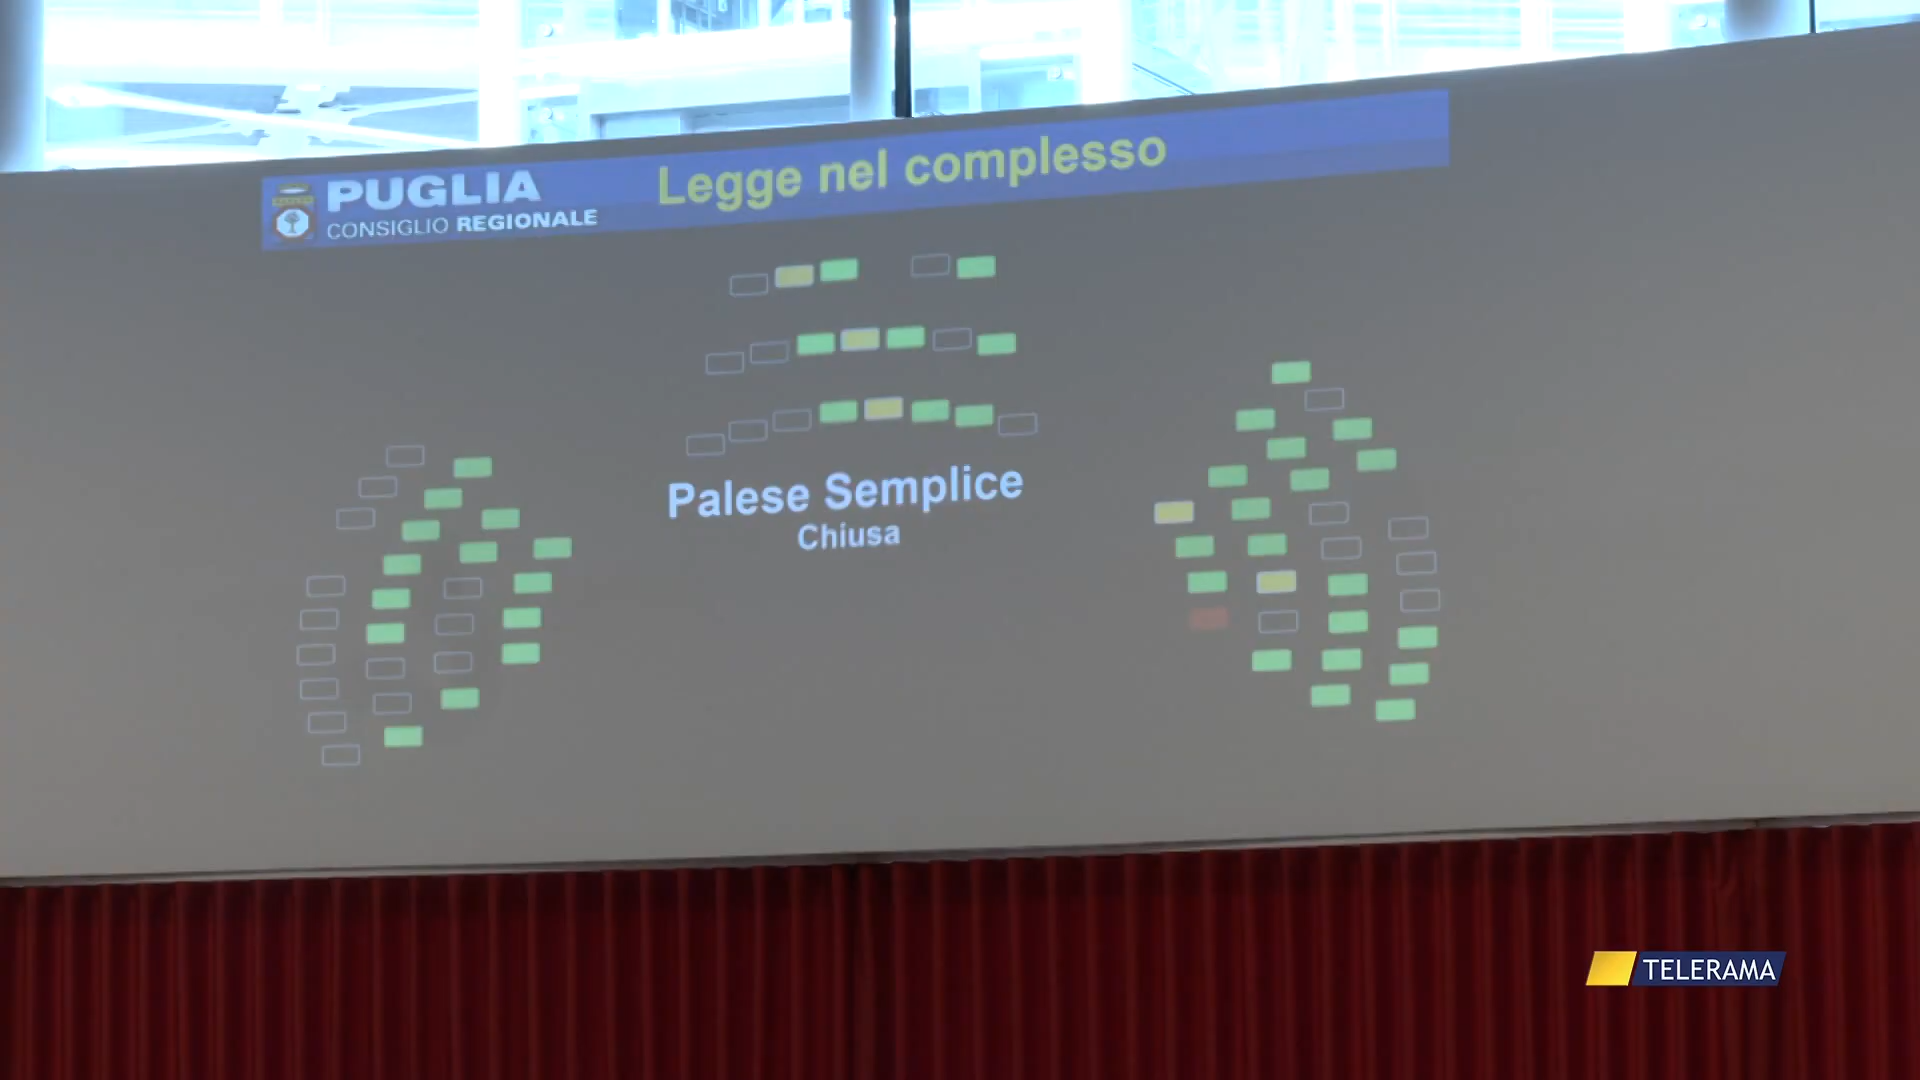 PUGLIA
CONSIGLIO REGIONALE
Legge nel complesso
Palese Semplice
Chiusa
TELERAMA